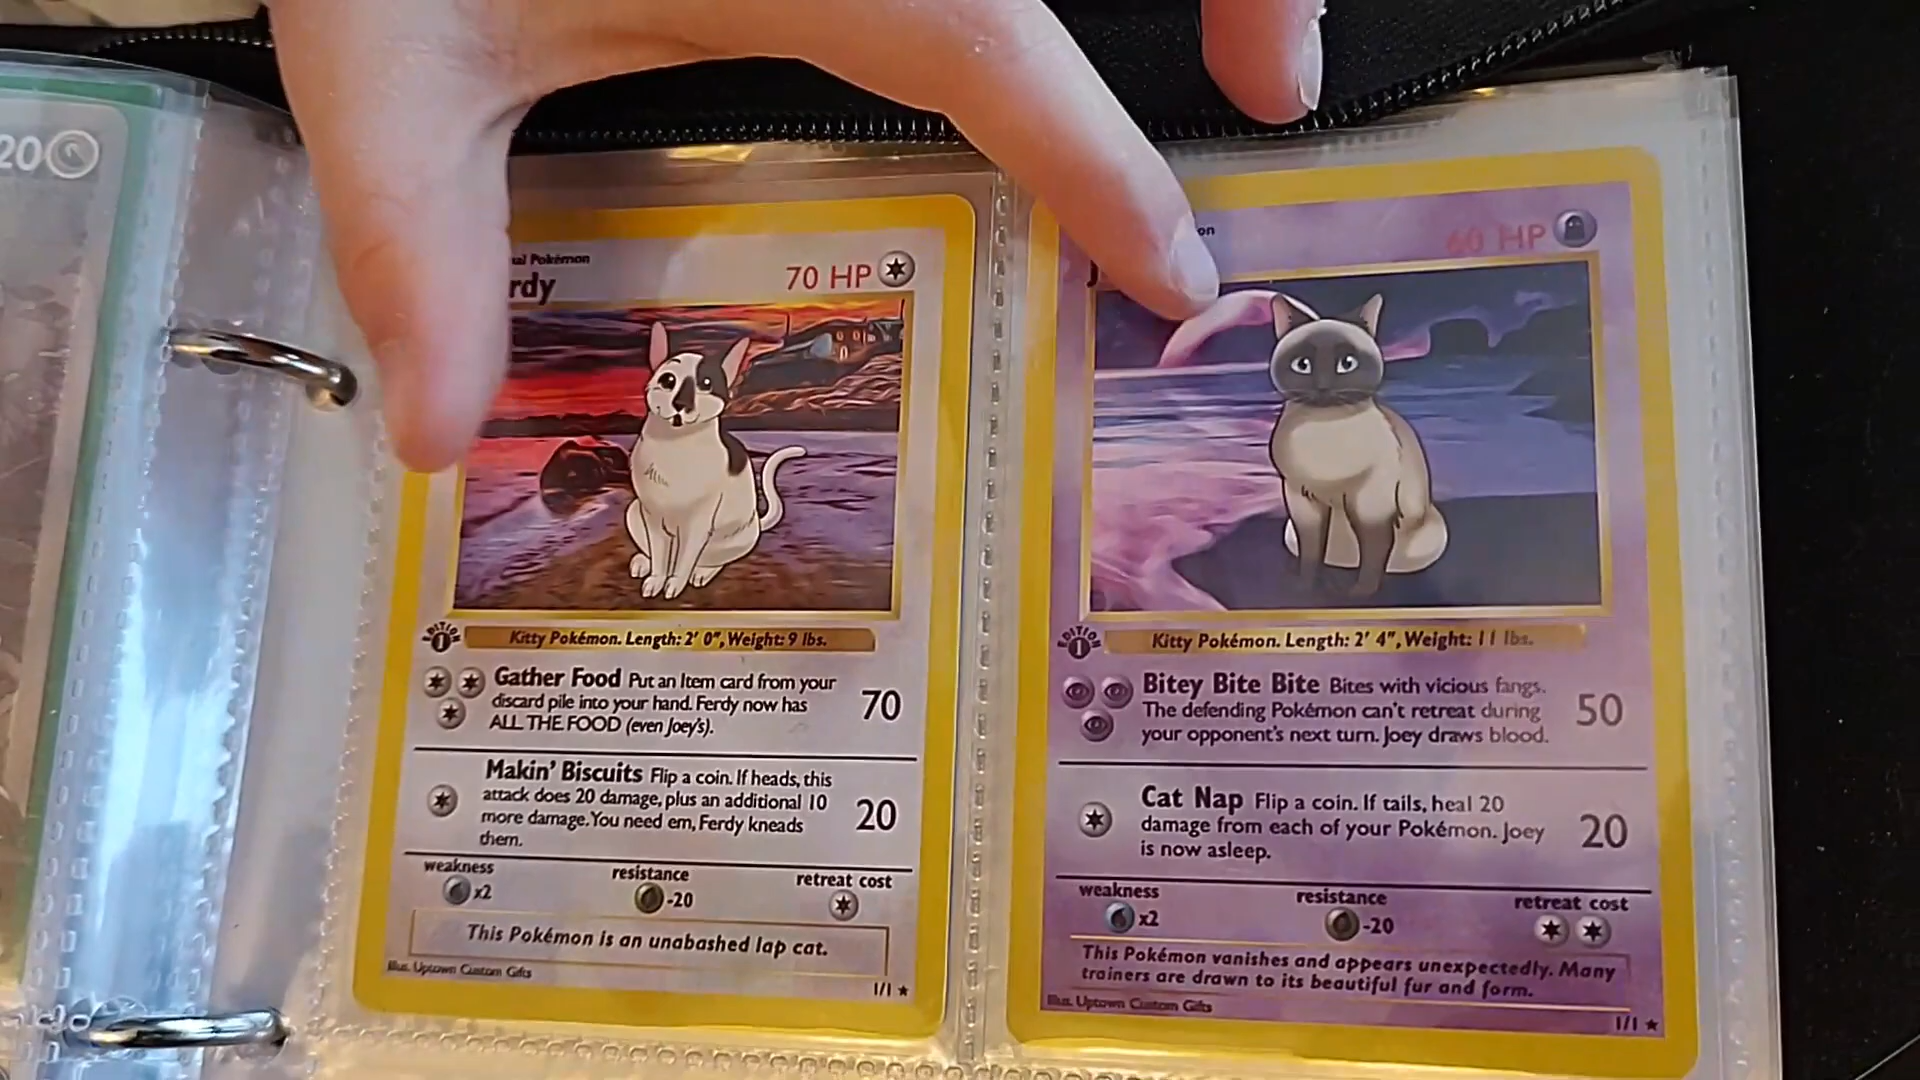 20
ual Pokémon
rdy
70 HP
Kitty Pokémon. Length: 2' 0", Weight: 9 lbs.
EDITION
1
Gather Food Put an Item card from your
discard pile into your hand. Ferdy now has
ALL THE FOOD (even Joey's).
70
Makin' Biscuits Flip a coin. If heads, this
attack does 20 damage, plus an additional 10
more damage. You need em, Ferdy kneads
them.
20
weakness
resistance
retreat cost
x2
-20
This Pokémon is an unabashed lap cat.
Illus. Uptown Custom Gifts
1/1 ★
on
J
60 HP
Kitty Pokémon. Length: 2' 4", Weight: 11 lbs.
EDITION
1
Bitey Bite Bite Bites with vicious fangs.
The defending Pokémon can't retreat during
your opponent's next turn. Joey draws blood.
50
Cat Nap Flip a coin. If tails, heal 20
damage from each of your Pokémon. Joey
is now asleep.
20
weakness
resistance
retreat cost
x2
-20
This Pokémon vanishes and appears unexpectedly. Many
trainers are drawn to its beautiful fur and form.
Illus. Uptown Custom Gifts
1/1 ★